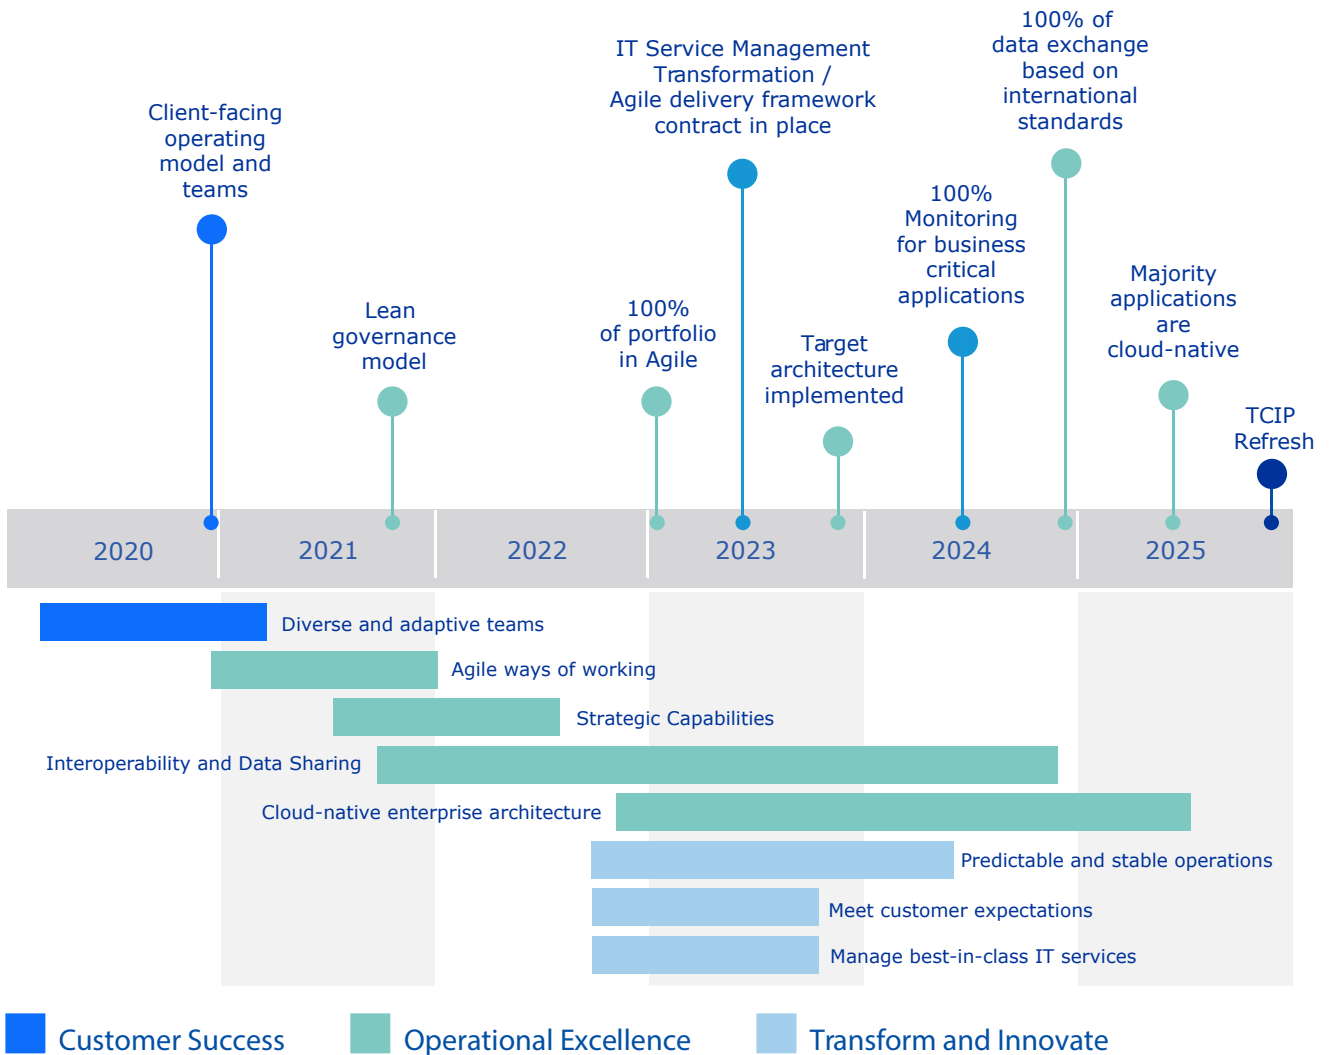 Client-facing
operating
model and
teams
Lean
governance
model
100%
of portfolio
in Agile
IT Service Management
Transformation /
Agile delivery framework
contract in place
Target
architecture
implemented
100%
Monitoring
for business
critical
applications
100% of
data exchange
based on
international
standards
Majority
applications
are
cloud-native
TCIP
Refresh
2020
2021
2022
2023
2024
2025
Diverse and adaptive teams
Agile ways of working
Strategic Capabilities
Interoperability and Data Sharing
Cloud-native enterprise architecture
Predictable and stable operations
Meet customer expectations
Manage best-in-class IT services
Customer Success
Operational Excellence
Transform and Innovate